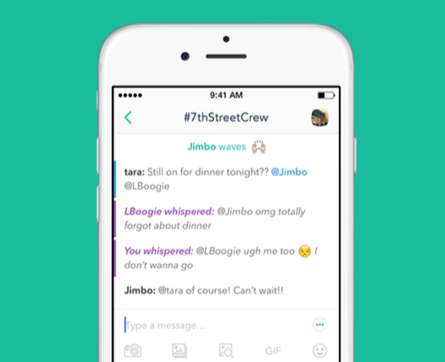 9:41 AM
#7thStreetCrew
Jimbo waves 🙌
tara: Still on for dinner tonight?? @Jimbo
@LBoogie
LBoogie whispered: @Jimbo omg totally
forgot about dinner
You whispered: @LBoogie ugh me too 😒 I
don't wanna go
Jimbo: @tara of course! Can't wait!!
Type a message...
GIF